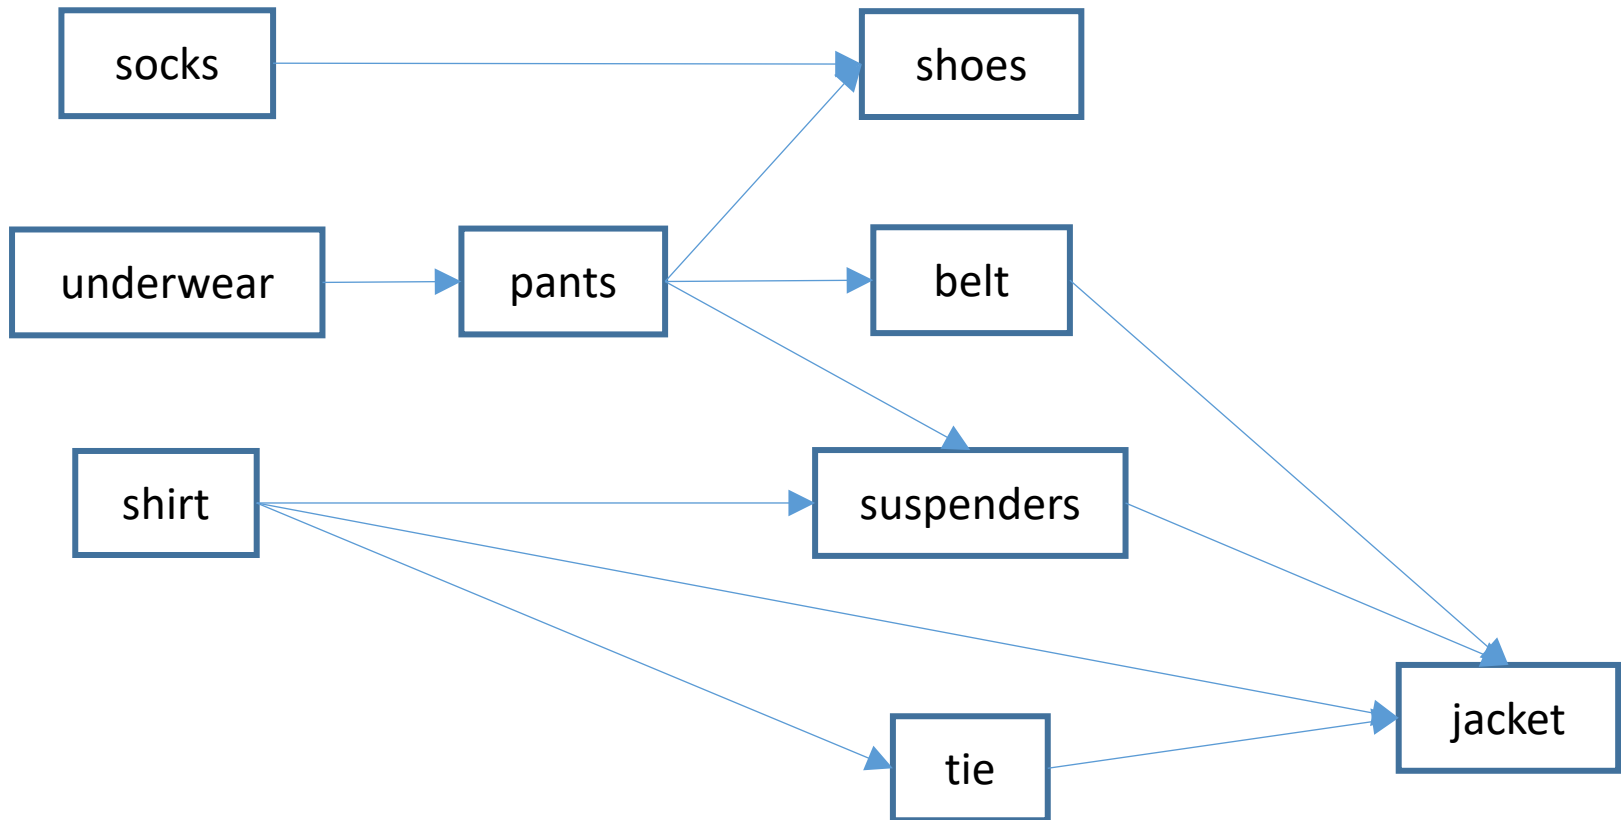 socks
shoes
underwear
pants
belt
shirt
suspenders
jacket
tie